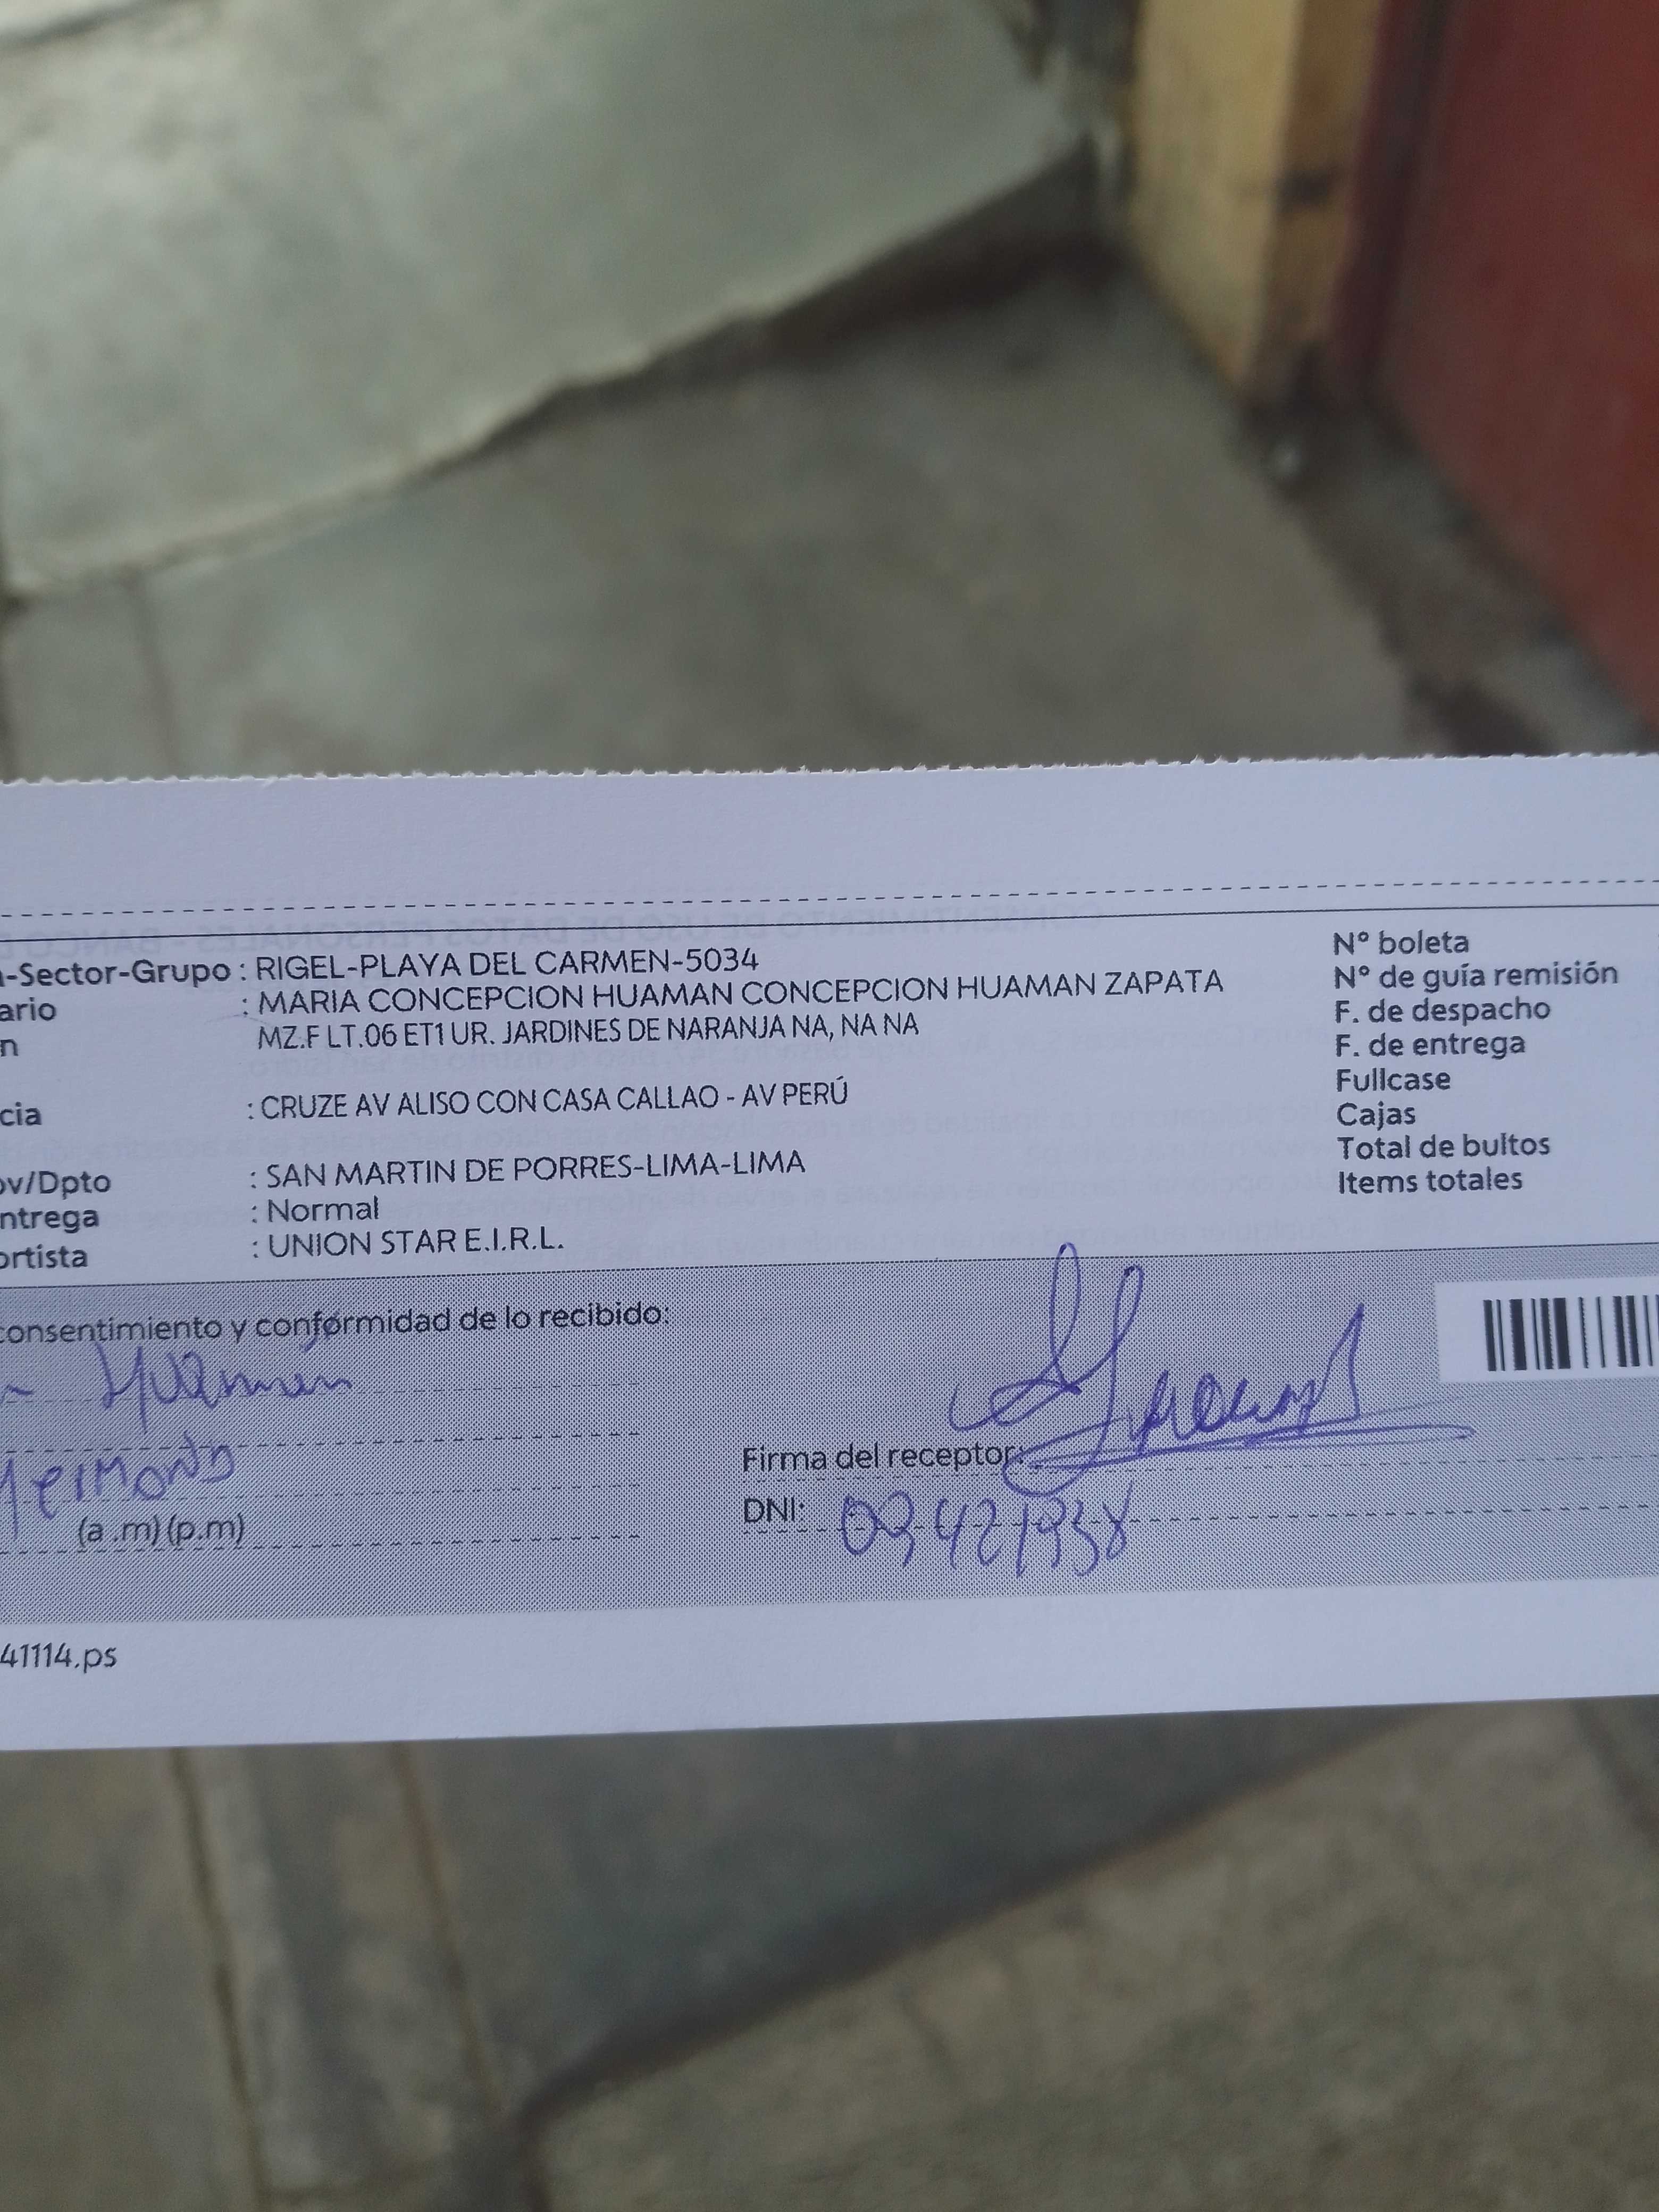 n-Sector-Grupo : RIGEL-PLAYA DEL CARMEN-5034
ario : MARIA CONCEPCION HUAMAN CONCEPCION HUAMAN ZAPATA
n MZ.F LT.06 ET1 UR. JARDINES DE NARANJA NA, NA NA
cia : CRUZE AV ALISO CON CASA CALLAO - AV PERÚ
ov/Dpto : SAN MARTIN DE PORRES-LIMA-LIMA
ntrega : Normal
ortista : UNION STAR E.I.R.L.
Nº boleta
Nº de guía remisión
F. de despacho
F. de entrega
Fullcase
Cajas
Total de bultos
Items totales
consentimiento y conformidad de lo recibido:
Huaman
(a .m) (p.m)
Firma del receptor:
DNI: 09421938
41114.ps